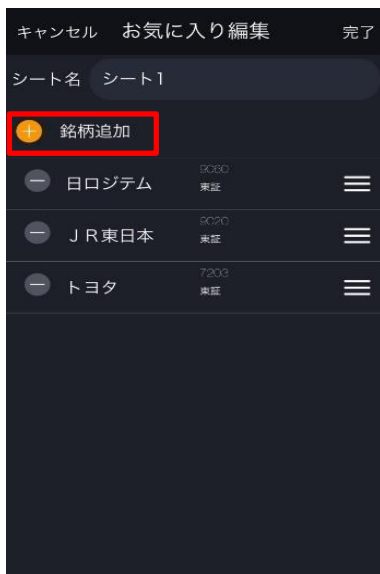 キャンセル お気に入り編集 完了
シート名 シート1
銘柄追加
日ロジテム 9060
東証
ＪＲ東日本 9020
東証
トヨタ 7203
東証